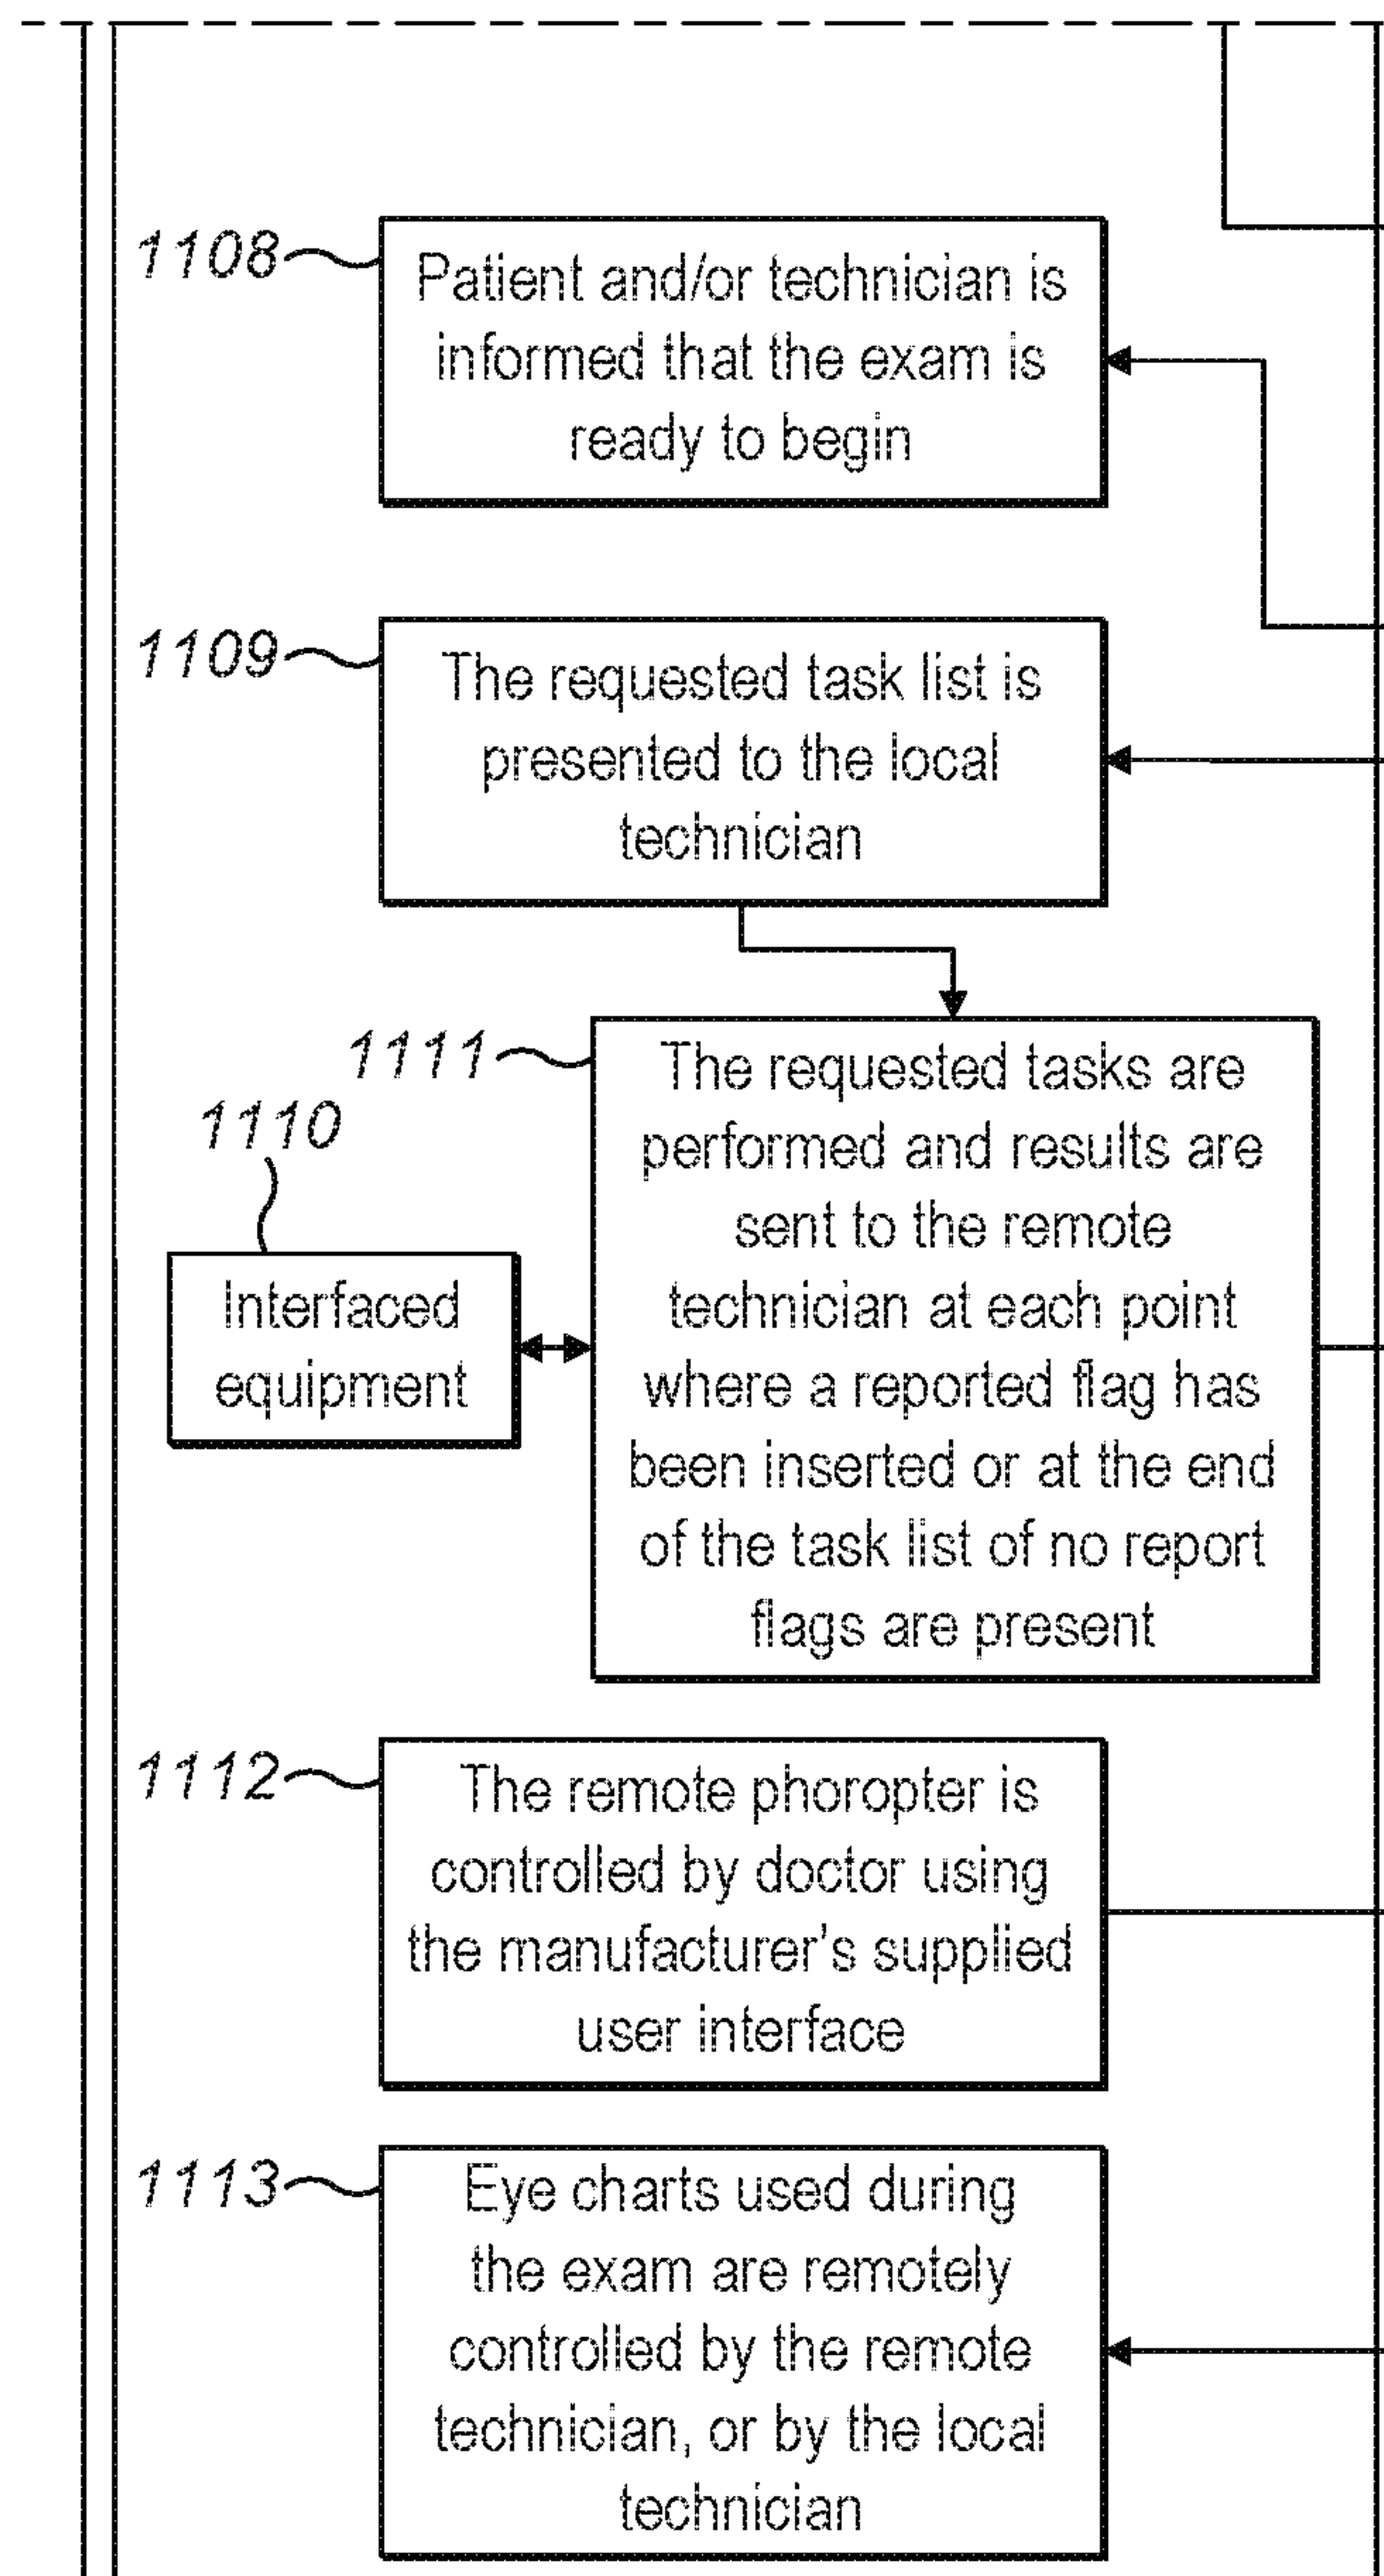 1108
Patient and/or technician is
informed that the exam is
ready to begin
1109
The requested task list is
presented to the local
technician
1111
The requested tasks are
performed and results are
sent to the remote
technician at each point
where a reported flag has
been inserted or at the end
of the task list of no report
flags are present
1110
Interfaced
equipment
1112
The remote phoropter is
controlled by doctor using
the manufacturer's supplied
user interface
1113
Eye charts used during
the exam are remotely
controlled by the remote
technician, or by the local
technician